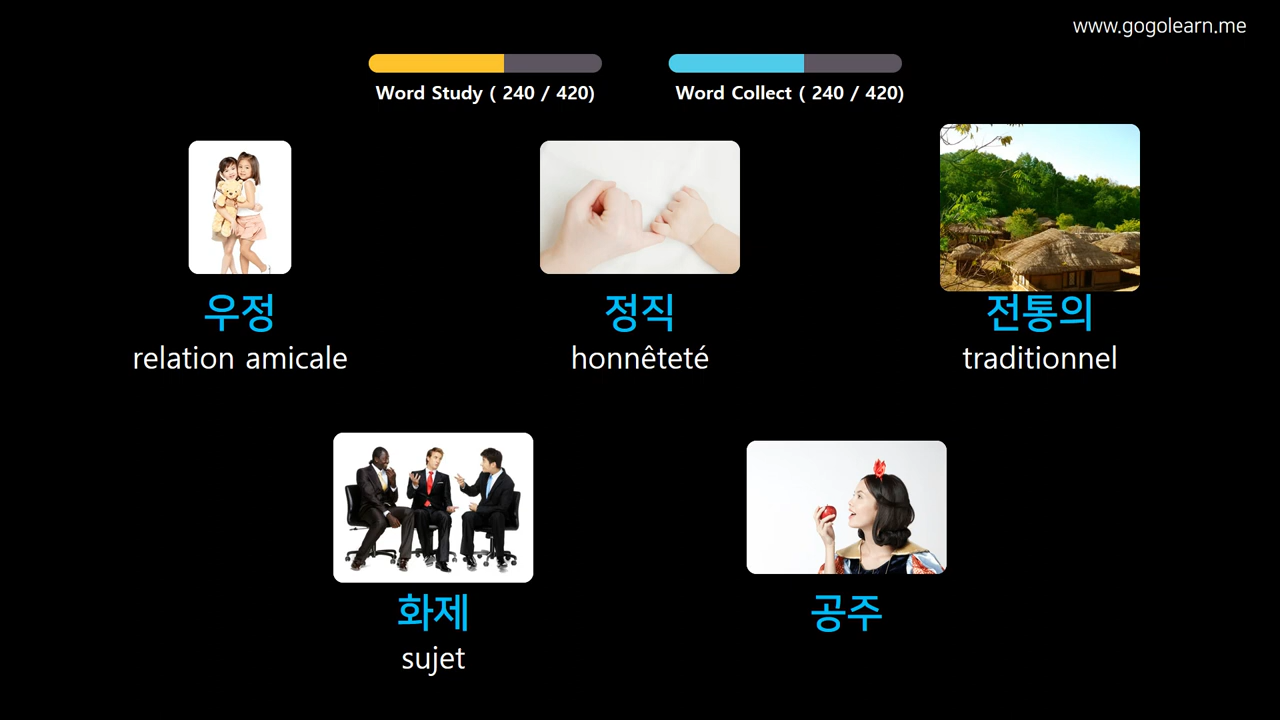 www.gogolearn.me
Word Study ( 240 / 420)
Word Collect ( 240 / 420)
우정
relation amicale
정직
honnêteté
전통의
traditionnel
화제
sujet
공주